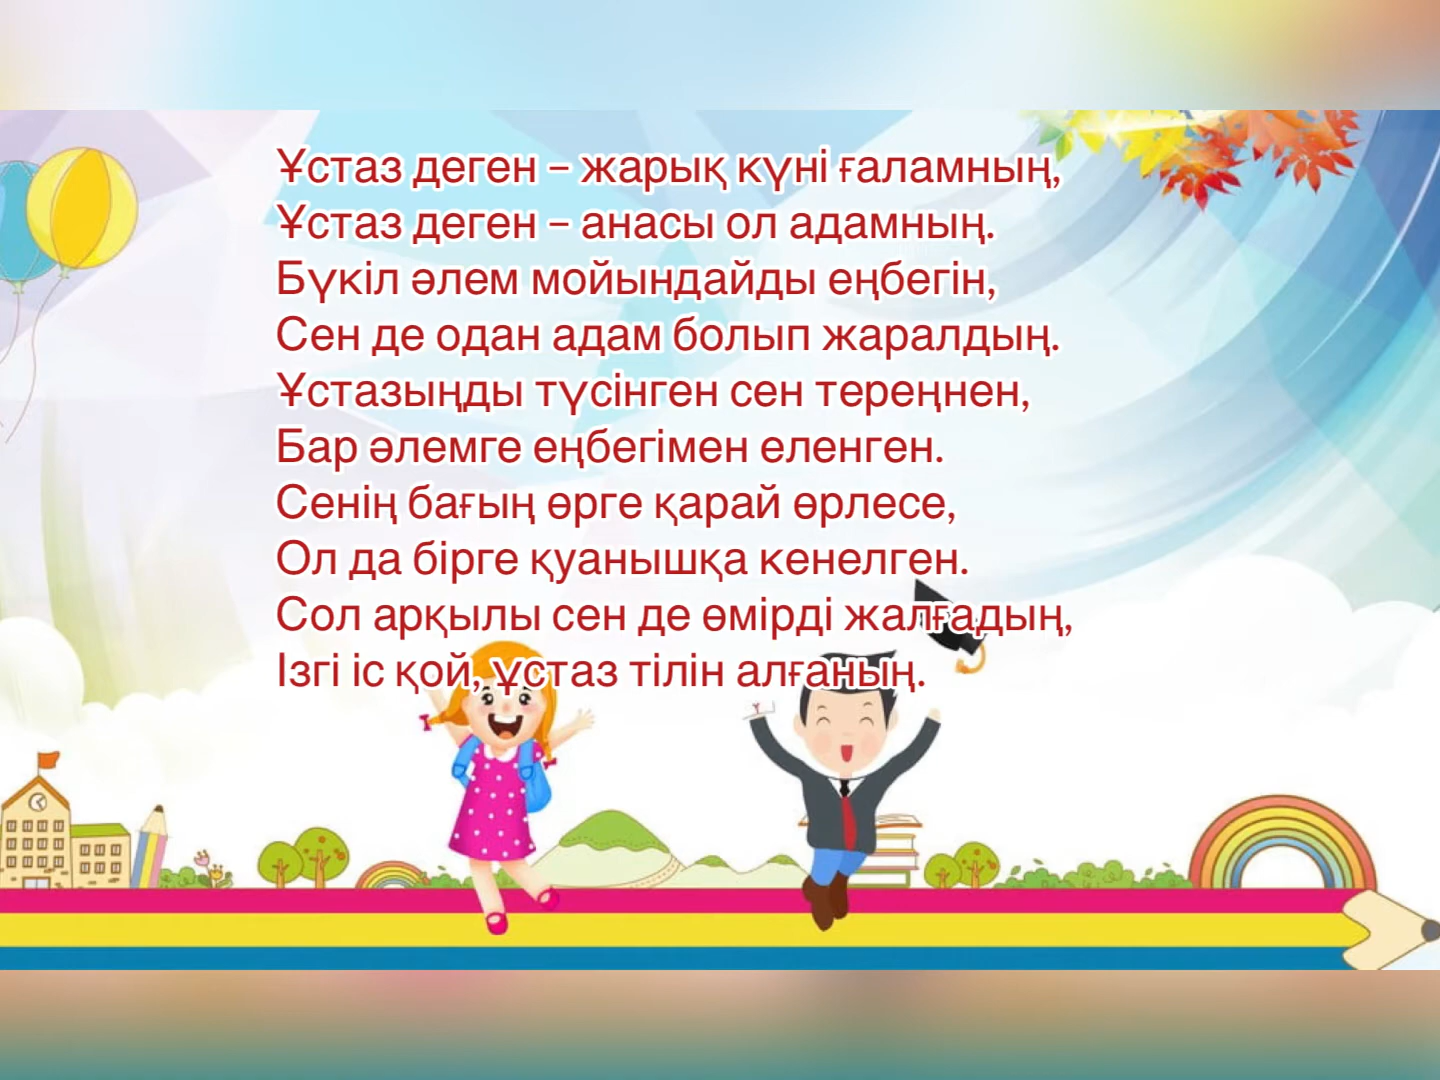 Ұстаз деген – жарық күні ғаламның,
Ұстаз деген – анасы ол адамның.
Бүкіл әлем мойындайды еңбегін,
Сен де одан адам болып жаралдың.
Ұстазыңды түсінген сен тереңнен,
Бар әлемге еңбегімен еленген.
Сенің бағың өрге қарай өрлесе,
Ол да бірге қуанышқа кенелген.
Сол арқылы сен де өмірді жалғадың,
Ізгі іс қой, ұстаз тілін алғаның.